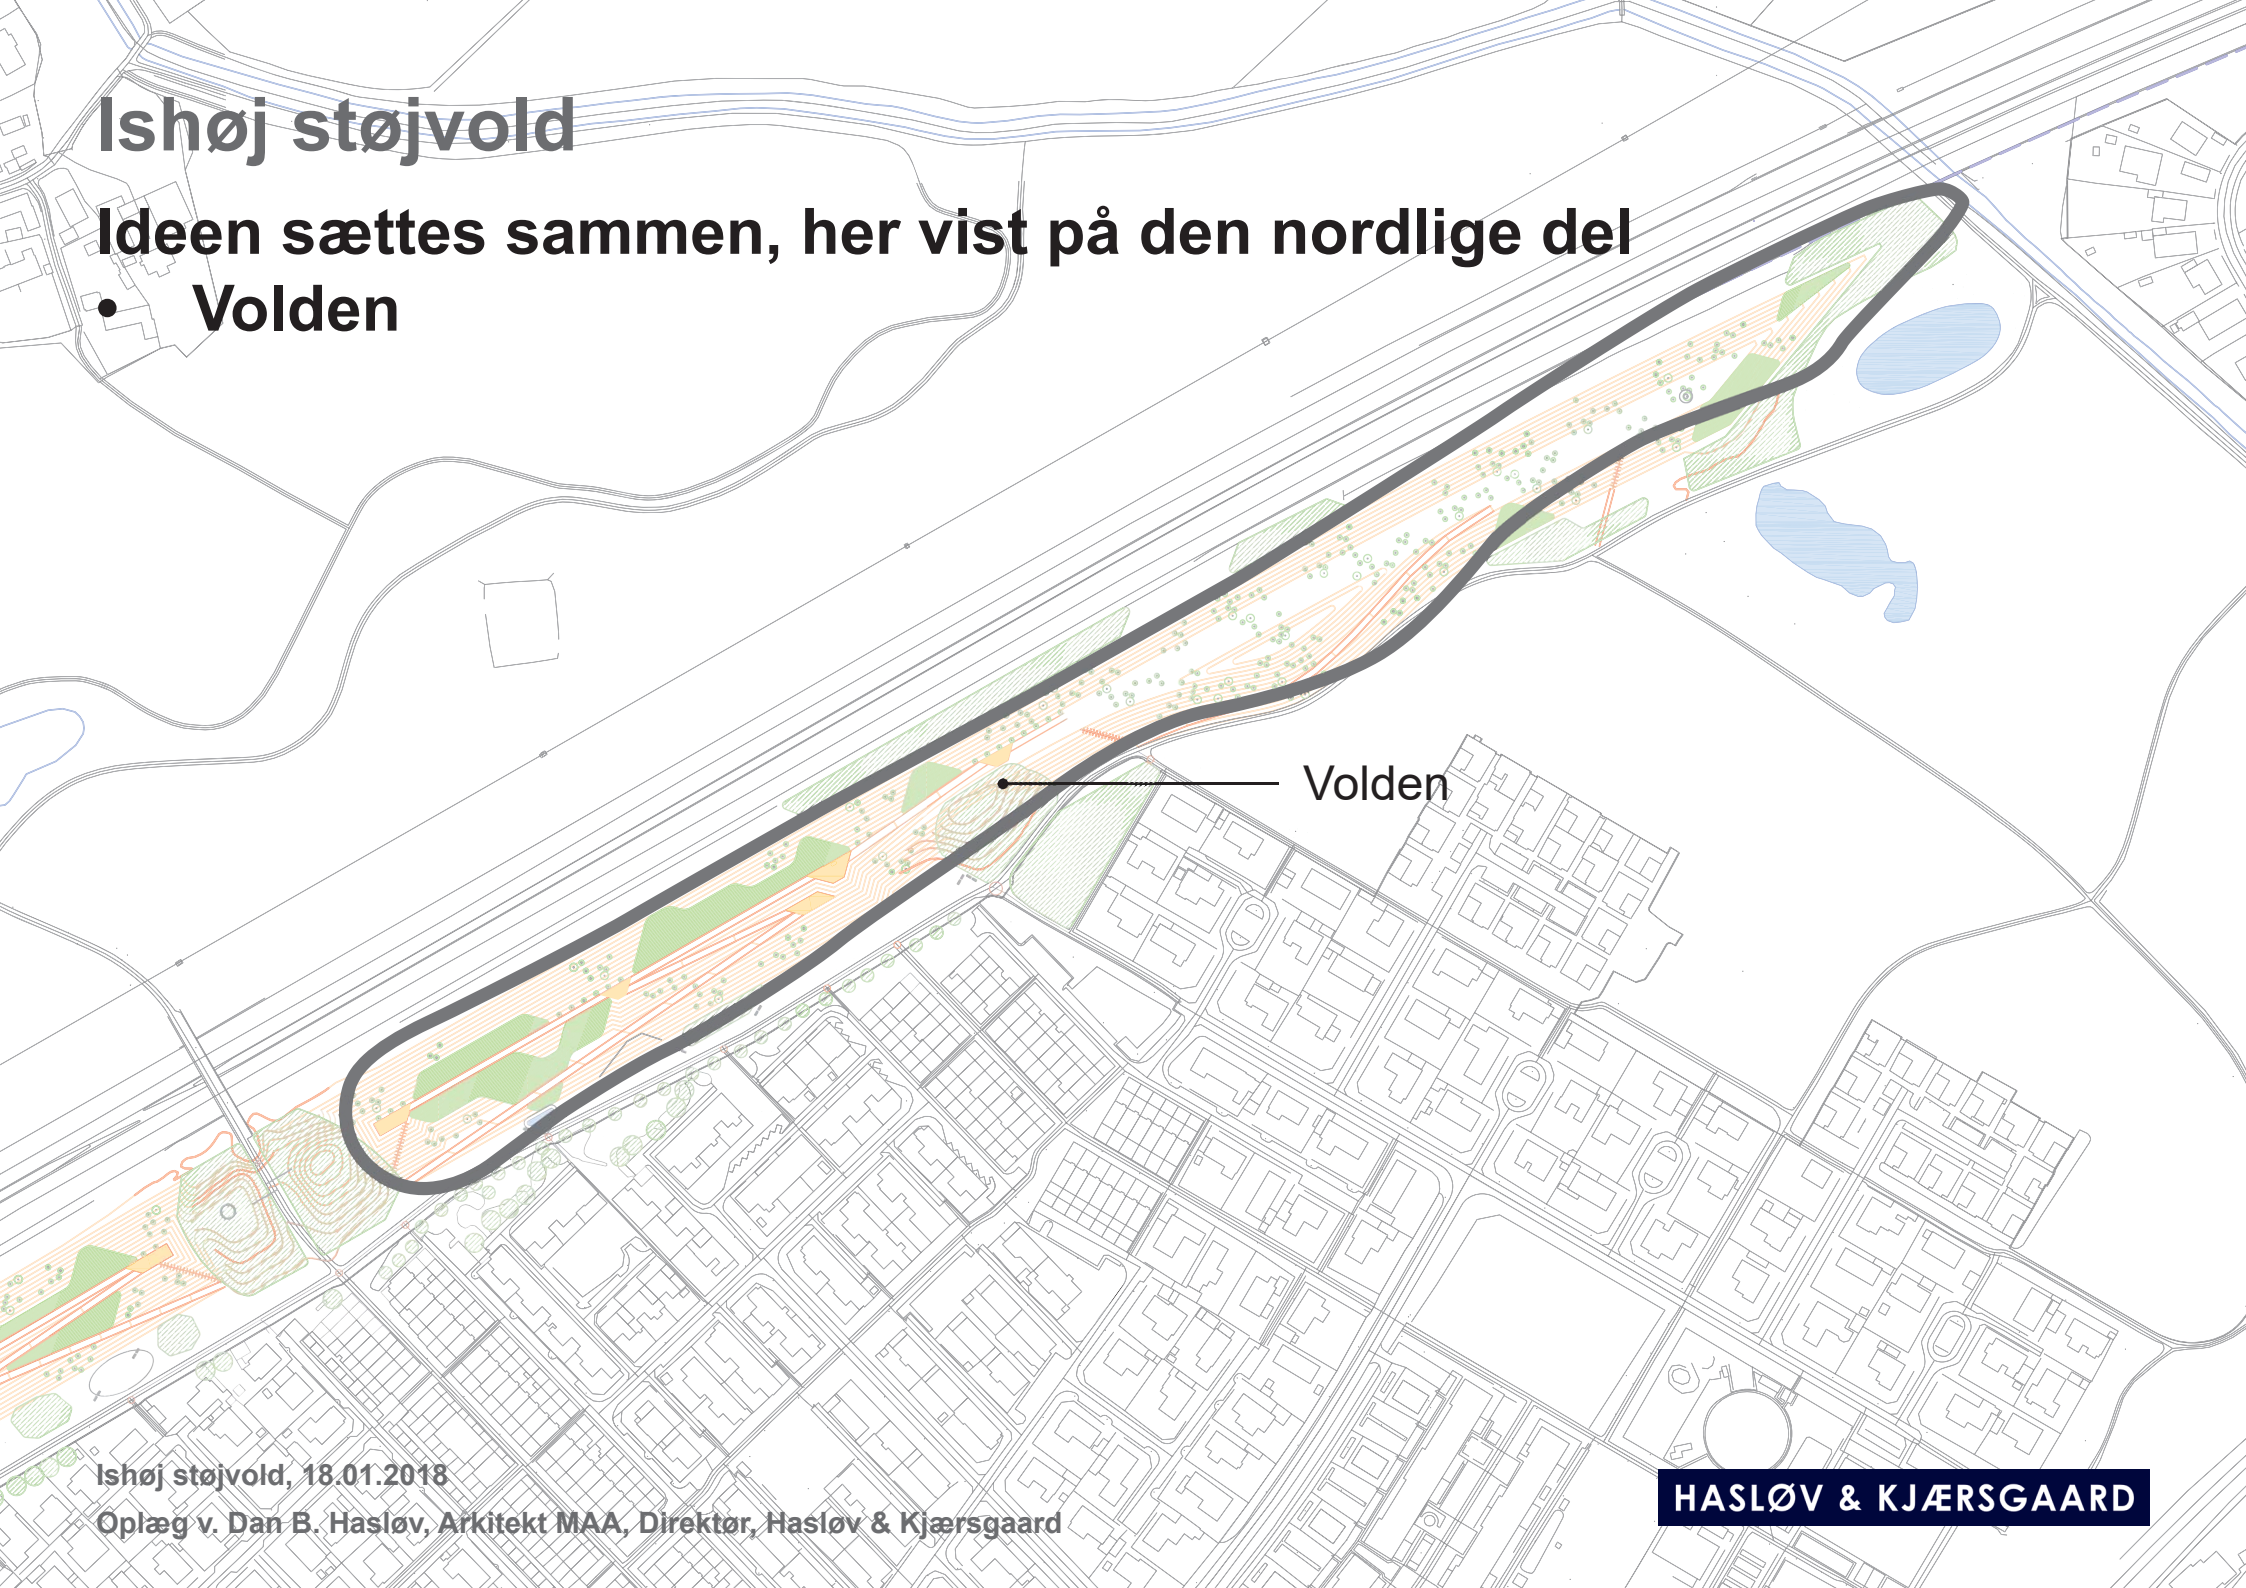 Ishøj støjvold
Ideen sættes sammen, her vist på den nordlige del
• Volden
Volden
Ishøj støjvold, 18.01.2018
Oplæg v. Dan B. Hasløv, Arkitekt MAA, Direktør, Hasløv & Kjærsgaard
HASLØV & KJÆRSGAARD